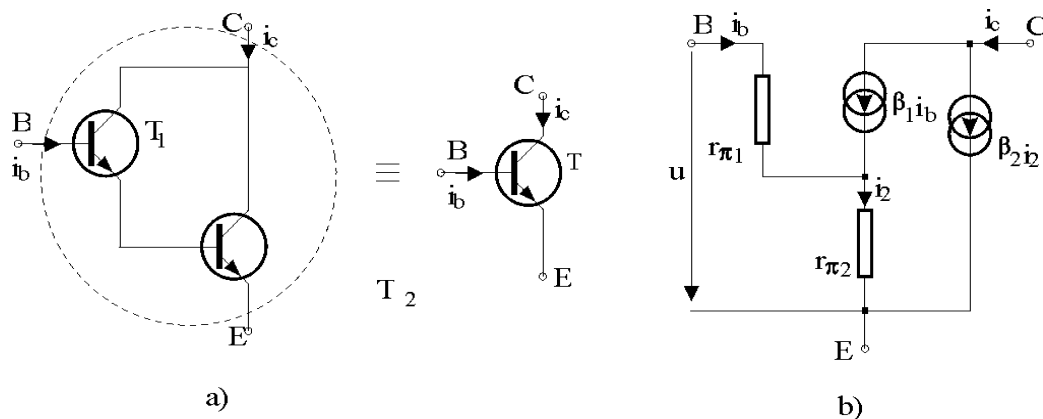 C
i_c
B
T_1
i_b
E
a)
≡
C
i_c
B
T
i_b
E
T_2
B
i_b
i_c
C
r_π1
β_1 i_b
β_2 i_2
u
i_2
r_π2
E
b)